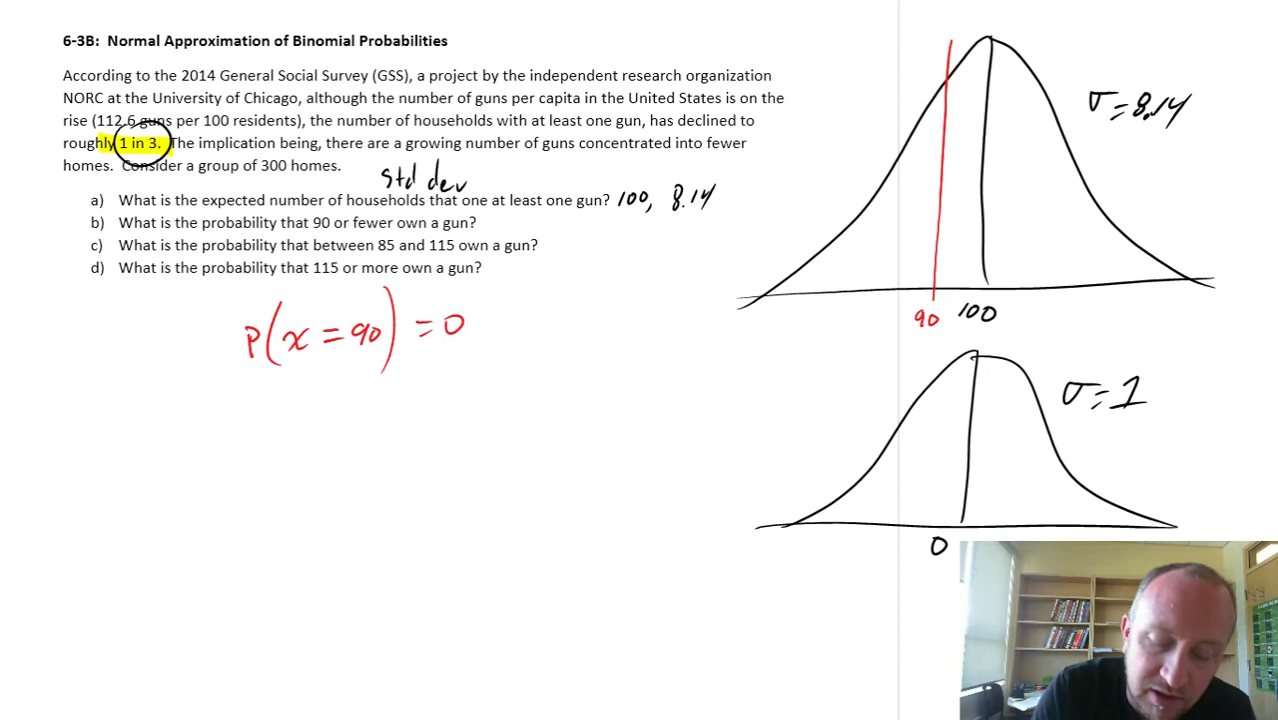 6-3B: Normal Approximation of Binomial Probabilities
According to the 2014 General Social Survey (GSS), a project by the independent research organization
NORC at the University of Chicago, although the number of guns per capita in the United States is on the
rise (112.6 guns per 100 residents), the number of households with at least one gun, has declined to
roughly 1 in 3. The implication being, there are a growing number of guns concentrated into fewer
homes. Consider a group of 300 homes.
std dev
a) What is the expected number of households that one at least one gun? 100, 8.14
b) What is the probability that 90 or fewer own a gun?
c) What is the probability that between 85 and 115 own a gun?
d) What is the probability that 115 or more own a gun?
P(x = 90) = 0
σ = 8.14
90 100
σ = 1
0